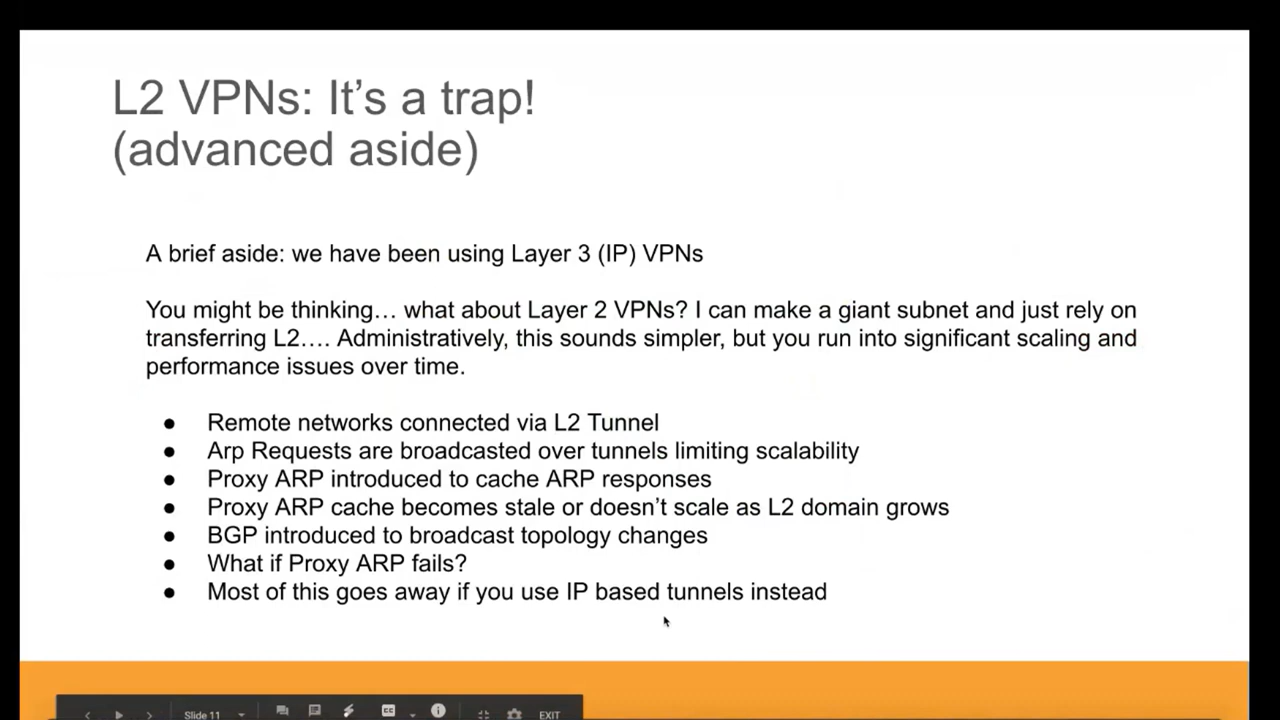 L2 VPNs: It’s a trap!
(advanced aside)
A brief aside: we have been using Layer 3 (IP) VPNs
You might be thinking… what about Layer 2 VPNs? I can make a giant subnet and just rely on
transferring L2…. Administratively, this sounds simpler, but you run into significant scaling and
performance issues over time.
● Remote networks connected via L2 Tunnel
● Arp Requests are broadcasted over tunnels limiting scalability
● Proxy ARP introduced to cache ARP responses
● Proxy ARP cache becomes stale or doesn’t scale as L2 domain grows
● BGP introduced to broadcast topology changes
● What if Proxy ARP fails?
● Most of this goes away if you use IP based tunnels instead
Slide 11 CC EXIT